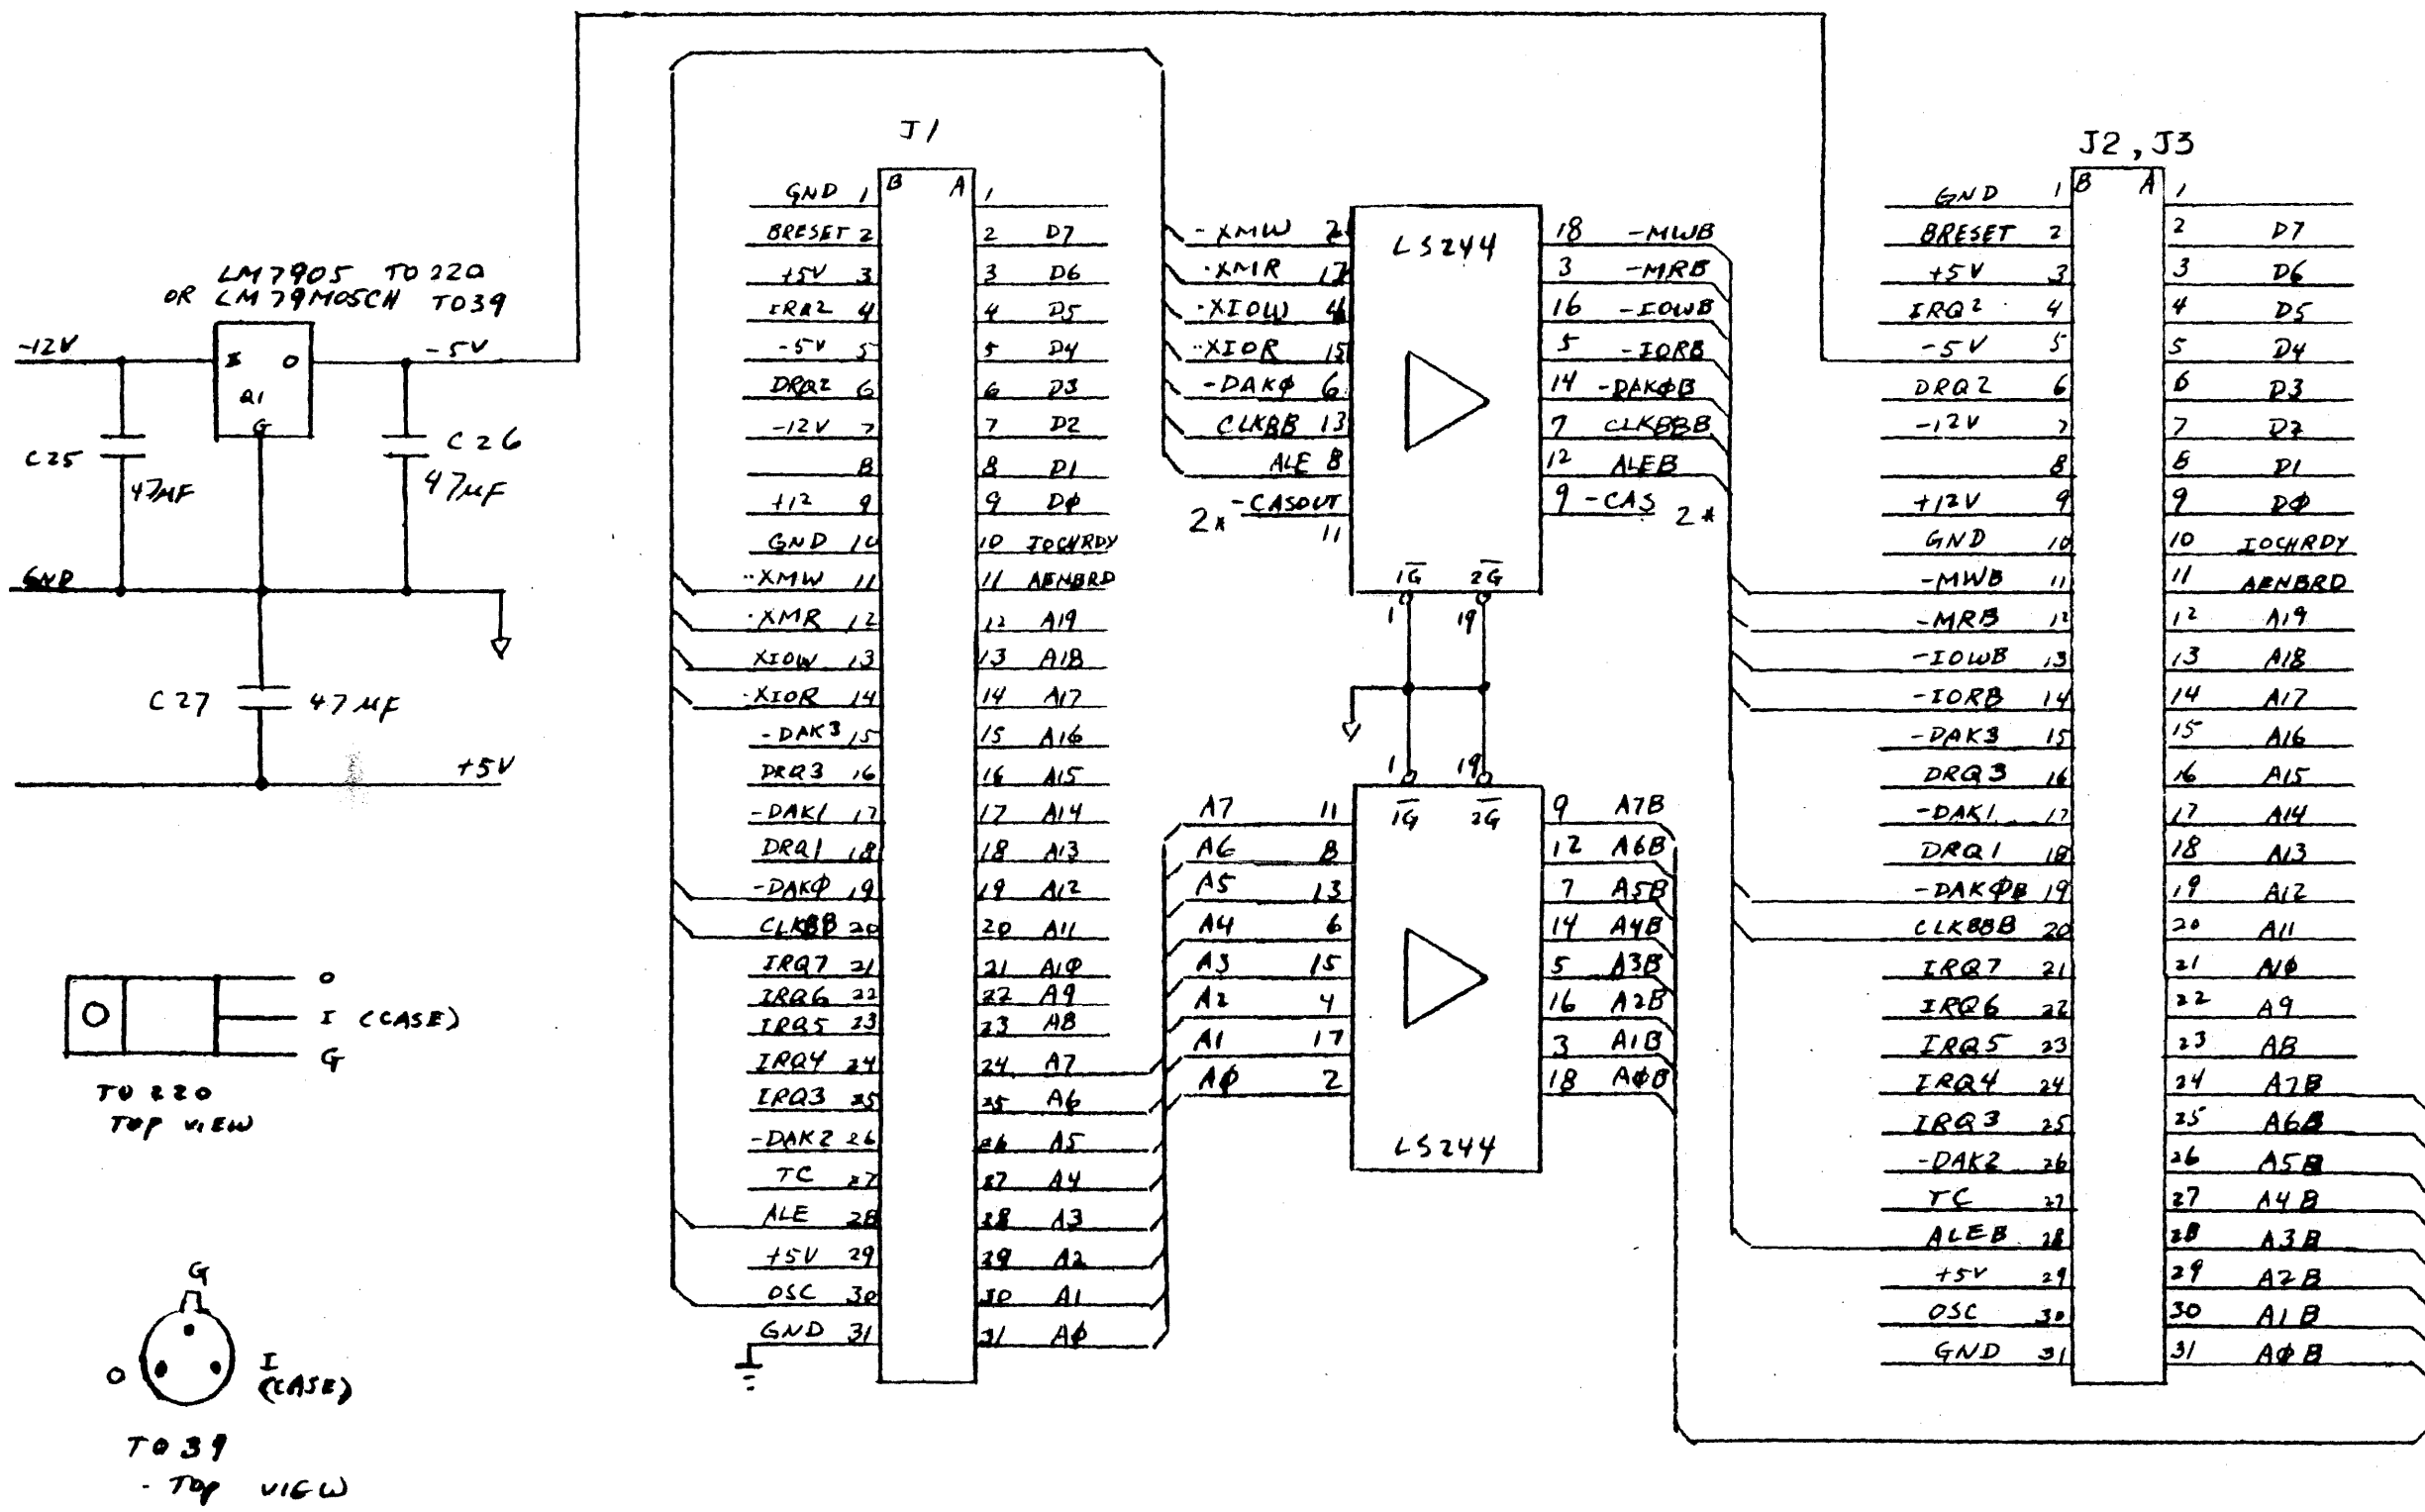 LM7905 TO220
OR LM79M05CH TO39
-12V
I O
Q1
G
-5V
C25
47µF
C26
47µF
GND
C27 47µF
+5V
O
I (CASE)
G
TO 220
TOP VIEW
G
O
I
(CASE)
TO39
- TOP VIEW
J1
B A
GND 1
BRESET 2
+5V 3
IRQ2 4
-5V 5
DRQ2 6
-12V 7
8
+12 9
GND 10
-XMW 11
-XMR 12
XIOW 13
-XIOR 14
-DAK3 15
DRQ3 16
-DAK1 17
DRQ1 18
-DAKØ 19
CLKBB 20
IRQ7 21
IRQ6 22
IRQ5 23
IRQ4 24
IRQ3 25
-DAK2 26
TC 27
ALE 28
+5V 29
OSC 30
GND 31
1
2 D7
3 D6
4 D5
5 D4
6 D3
7 D2
8 D1
9 DØ
10 IOCHRDY
11 AENBRD
12 A19
13 A18
14 A17
15 A16
16 A15
17 A14
18 A13
19 A12
20 A11
21 A1Ø
22 A9
23 A8
24 A7
25 A6
26 A5
27 A4
28 A3
29 A2
30 A1
31 AØ
LS244
-XMW 2
-XMR 17
-XIOW 4
-XIOR 15
-DAKØ 6
CLKBB 13
ALE 8
2* -CASOUT
11
18 -MWB
3 -MRB
16 -IOWB
5 -IORB
14 -DAKØB
7 CLKBBB
12 ALEB
9 -CAS 2*
1G 2G
1 19
1 19
1G 2G
A7 11
A6 8
A5 13
A4 6
A3 15
A2 4
A1 17
AØ 2
9 A7B
12 A6B
7 A5B
14 A4B
5 A3B
16 A2B
3 A1B
18 AØB
LS244
J2, J3
B A
GND 1
BRESET 2
+5V 3
IRQ2 4
-5V 5
DRQ2 6
-12V 7
8
+12V 9
GND 10
-MWB 11
-MRB 12
-IOWB 13
-IORB 14
-DAK3 15
DRQ3 16
-DAK1 17
DRQ1 18
-DAKØB 19
CLKBBB 20
IRQ7 21
IRQ6 22
IRQ5 23
IRQ4 24
IRQ3 25
-DAK2 26
TC 27
ALEB 28
+5V 29
OSC 30
GND 31
1
2 D7
3 D6
4 D5
5 D4
6 D3
7 D2
8 D1
9 DØ
10 IOCHRDY
11 AENBRD
12 A19
13 A18
14 A17
15 A16
16 A15
17 A14
18 A13
19 A12
20 A11
21 A1Ø
22 A9
23 A8
24 A7B
25 A6B
26 A5B
27 A4B
28 A3B
29 A2B
30 A1B
31 AØB